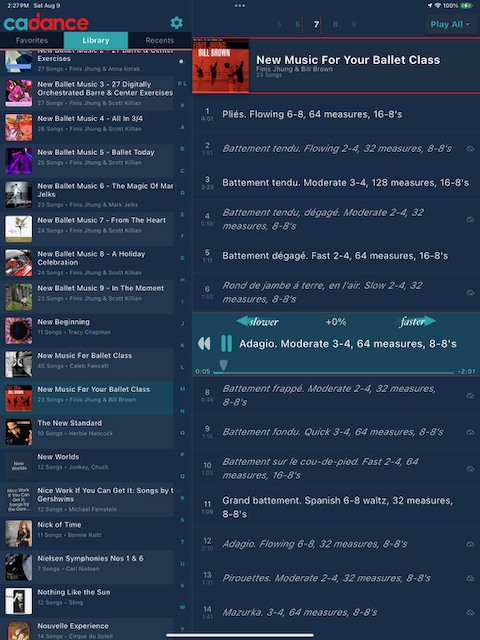 2:27 PM Sat Aug 9
cadance
Favorites Library Recents
Exercises
27 Songs • Finis Jhung & Anna Korab
New Ballet Music 3 - 27 Digitally
Orchestrated Barre & Center Exercises
27 Songs • Finis Jhung & Scott Killian
New Ballet Music 4 - All In 3/4
26 Songs • Finis Jhung & Scott Killian
New Ballet Music 5 - Ballet Today
25 Songs • Finis Jhung & Scott Killian
New Ballet Music 6 - The Magic Of Mar
Jelks
23 Songs • Finis Jhung & Mark Jelks
New Ballet Music 7 - From The Heart
24 Songs • Finis Jhung & Scott Killian
New Ballet Music 8 - A Holiday
Celebration
24 Songs • Finis Jhung & Scott Killian
New Ballet Music 9 - In The Moment
23 Songs • Finis Jhung & Scott Killian
New Beginning
11 Songs • Tracy Chapman
New Music For Ballet Class
45 Songs • Caleb Fawcett
New Music For Your Ballet Class
23 Songs • Finis Jhung & Bill Brown
The New Standard
10 Songs • Herbie Hancock
New Worlds
New Worlds
12 Songs • Jonkey, Chuck
Nice Work If You Can Get It: Songs by t
Gershwins
12 Songs • Michael Feinstein
Nice Work
If You Can
Get It:
Songs by
the Gers...
Nick of Time
11 Songs • Bonnie Raitt
Nielsen Symphonies Nos 1 & 6
7 Songs • Carl Nielsen
Nothing Like the Sun
12 Songs • Sting
Nouvelle Experience
14 Songs • Cirque du Soleil
P L
#
A
B
C
D
E
F
G
H
I
J
K
L
M
N
O
P
Q
R
S
T
U
V
W
X
Y
5 6 7 8 9
Play All
FINIS JHUNG
BILL BROWN
New Music For Your Ballet Class
Finis Jhung & Bill Brown
23 Songs
1 Pliés. Flowing 6-8, 64 measures, 16-8's
4:01
2 Battement tendu. Flowing 2-4, 32 measures, 8-8's
1:51
3 Battement tendu. Moderate 3-4, 128 measures, 16-8's
3:23
4 Battement tendu, dégagé. Moderate 2-4, 32
0:56 measures, 8-8's
5 Battement dégagé. Fast 2-4, 64 measures, 16-8's
1:11
6 Rond de jambe à terre, en l'air. Slow 2-4, 32
1:50 measures, 8-8's
slower +0% faster
Adagio. Moderate 3-4, 64 measures, 8-8's
0:05 -2:01
8 Battement frappé. Moderate 2-4, 32 measures,
0:46 8-8's
9 Battement fondu. Quick 3-4, 64 measures, 8-8's
1:15
10 Battement sur le cou-de-pied. Fast 2-4, 64
1:03 measures, 16-8's
11 Grand battement. Spanish 6-8 waltz, 32 measures,
1:09 8-8's
12 Adagio. Flowing 6-8, 32 measures, 8-8's
2:15
13 Pirouettes. Moderate 2-4, 32 measures, 8-8's
1:31
14 Mazurka. 3-4, 64 measures, 8-8's
1:41